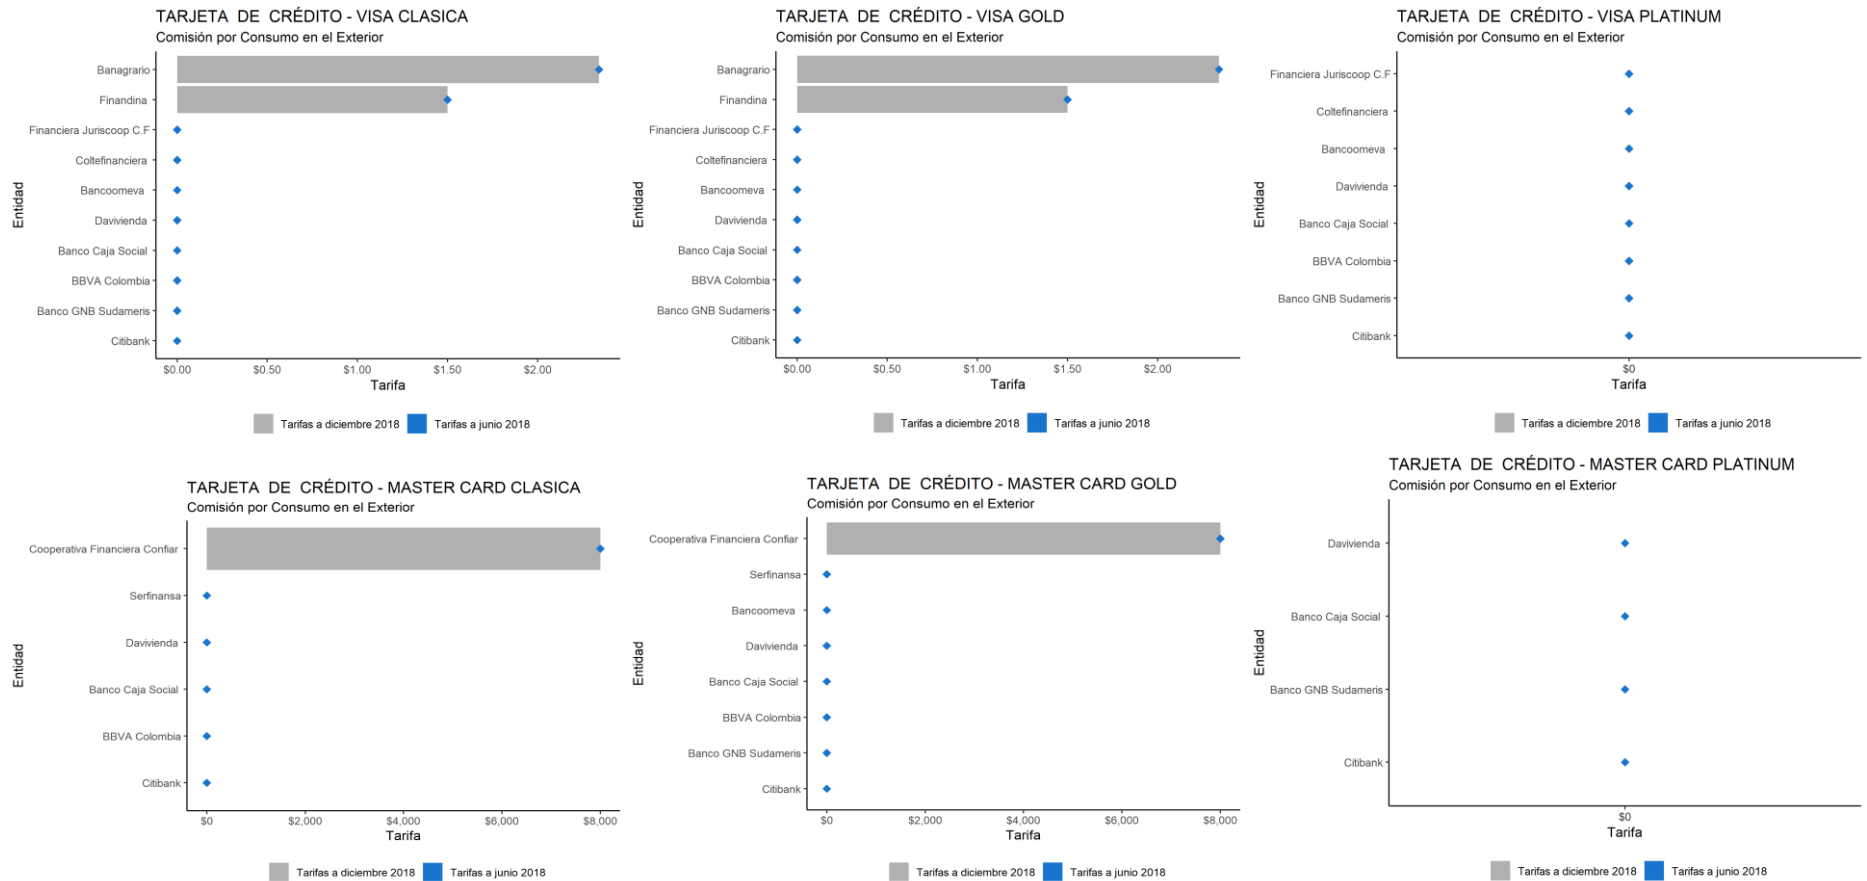 TARJETA DE CRÉDITO - VISA CLASICA
Comisión por Consumo en el Exterior
Entidad
Banagrario
Finandina
Financiera Juriscoop C.F
Coltefinanciera
Bancoomeva
Davivienda
Banco Caja Social
BBVA Colombia
Banco GNB Sudameris
Citibank
$0.00 $0.50 $1.00 $1.50 $2.00
Tarifa
Tarifas a diciembre 2018 Tarifas a junio 2018
TARJETA DE CRÉDITO - VISA GOLD
Comisión por Consumo en el Exterior
Entidad
Banagrario
Finandina
Financiera Juriscoop C.F
Coltefinanciera
Bancoomeva
Davivienda
Banco Caja Social
BBVA Colombia
Banco GNB Sudameris
Citibank
$0.00 $0.50 $1.00 $1.50 $2.00
Tarifa
Tarifas a diciembre 2018 Tarifas a junio 2018
TARJETA DE CRÉDITO - VISA PLATINUM
Comisión por Consumo en el Exterior
Entidad
Financiera Juriscoop C.F
Coltefinanciera
Bancoomeva
Davivienda
Banco Caja Social
BBVA Colombia
Banco GNB Sudameris
Citibank
$0
Tarifa
Tarifas a diciembre 2018 Tarifas a junio 2018
TARJETA DE CRÉDITO - MASTER CARD CLASICA
Comisión por Consumo en el Exterior
Entidad
Cooperativa Financiera Confiar
Serfinansa
Davivienda
Banco Caja Social
BBVA Colombia
Citibank
$0 $2,000 $4,000 $6,000 $8,000
Tarifa
Tarifas a diciembre 2018 Tarifas a junio 2018
TARJETA DE CRÉDITO - MASTER CARD GOLD
Comisión por Consumo en el Exterior
Entidad
Cooperativa Financiera Confiar
Serfinansa
Bancoomeva
Davivienda
Banco Caja Social
BBVA Colombia
Banco GNB Sudameris
Citibank
$0 $2,000 $4,000 $6,000 $8,000
Tarifa
Tarifas a diciembre 2018 Tarifas a junio 2018
TARJETA DE CRÉDITO - MASTER CARD PLATINUM
Comisión por Consumo en el Exterior
Entidad
Davivienda
Banco Caja Social
Banco GNB Sudameris
Citibank
$0
Tarifa
Tarifas a diciembre 2018 Tarifas a junio 2018